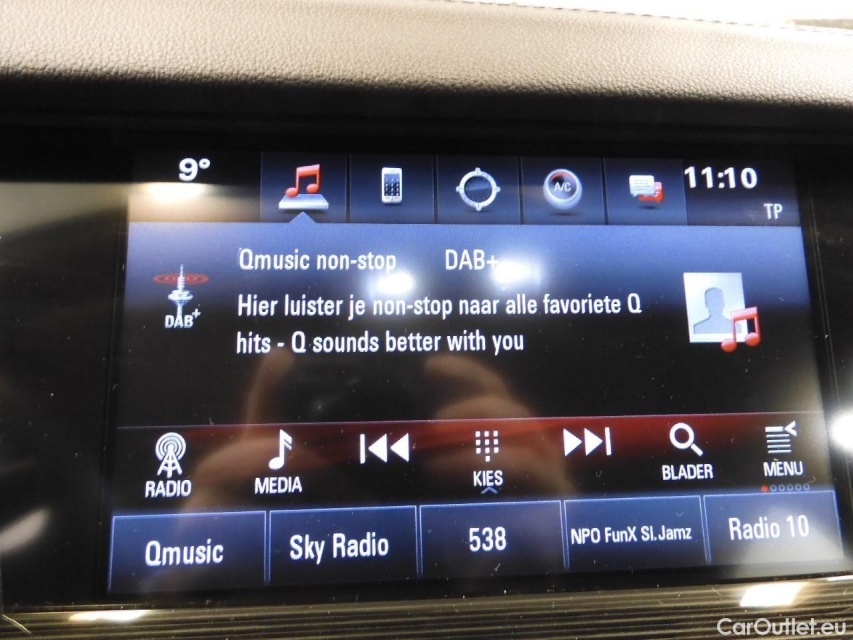 9°
A/C
11:10
TP
Qmusic non-stop DAB+
DAB+
Hier luister je non-stop naar alle favoriete Q
hits - Q sounds better with you
RADIO
MEDIA
KIES
BLADER
MENU
Qmusic
Sky Radio
538
NPO FunX Sl.Jamz
Radio 10
CarOutlet.eu